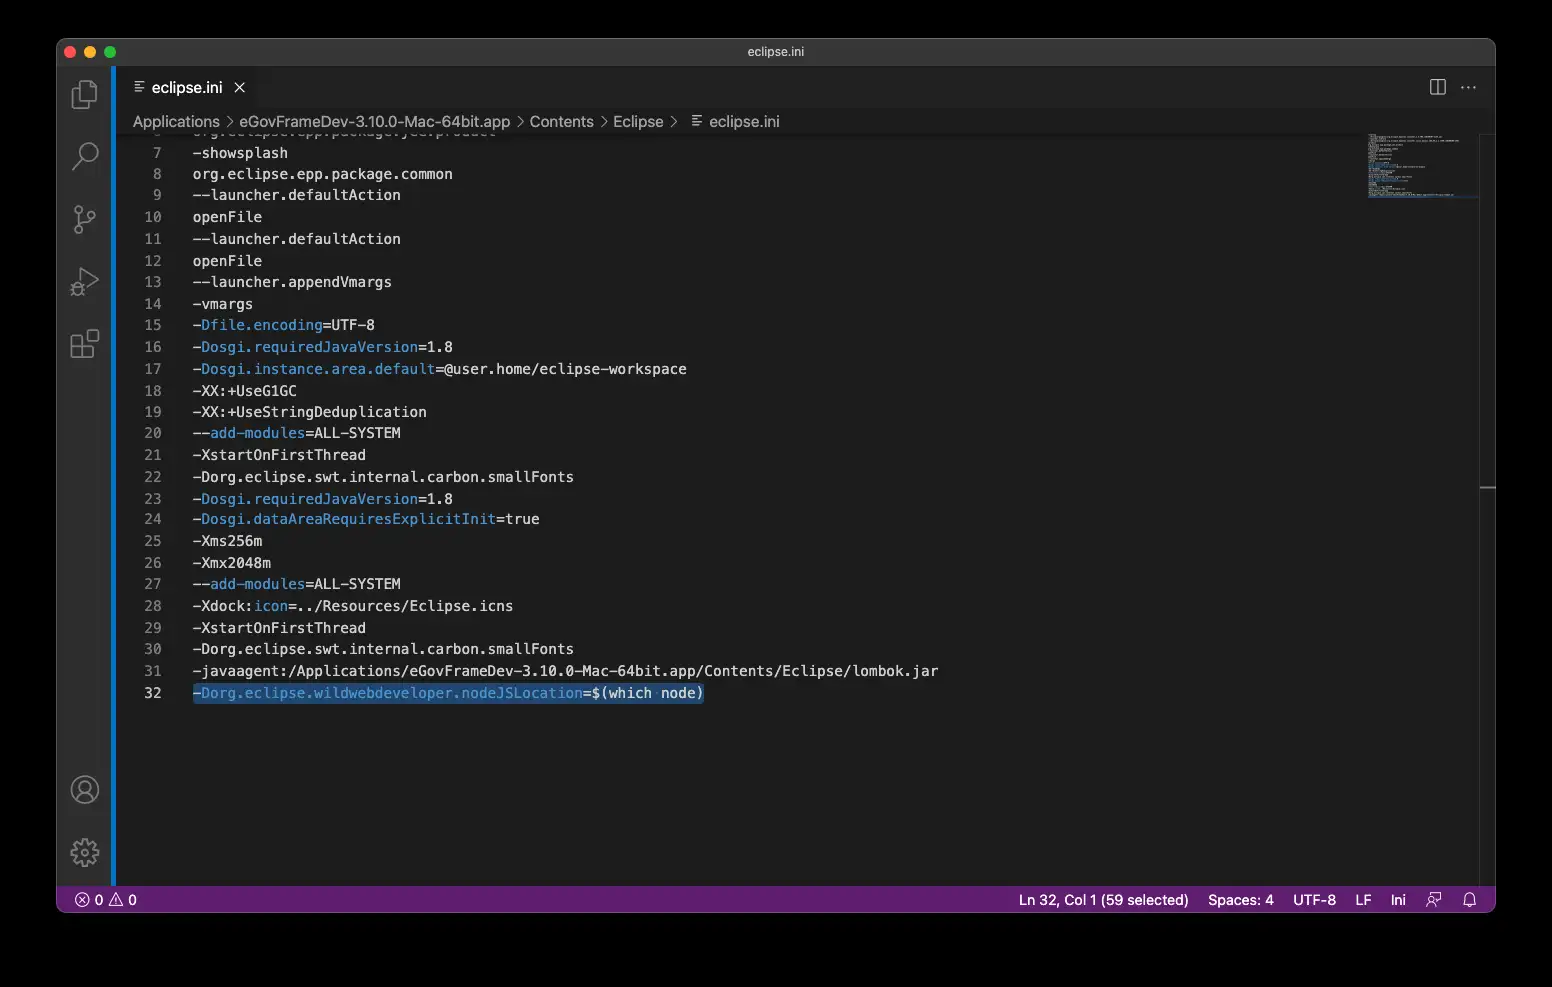 eclipse.ini
eclipse.ini
Applications > eGovFrameDev-3.10.0-Mac-64bit.app > Contents > Eclipse > eclipse.ini
7 -showsplash
8 org.eclipse.epp.package.common
9 --launcher.defaultAction
10 openFile
11 --launcher.defaultAction
12 openFile
13 --launcher.appendVmargs
14 -vmargs
15 -Dfile.encoding=UTF-8
16 -Dosgi.requiredJavaVersion=1.8
17 -Dosgi.instance.area.default=@user.home/eclipse-workspace
18 -XX:+UseG1GC
19 -XX:+UseStringDeduplication
20 --add-modules=ALL-SYSTEM
21 -XstartOnFirstThread
22 -Dorg.eclipse.swt.internal.carbon.smallFonts
23 -Dosgi.requiredJavaVersion=1.8
24 -Dosgi.dataAreaRequiresExplicitInit=true
25 -Xms256m
26 -Xmx2048m
27 --add-modules=ALL-SYSTEM
28 -Xdock:icon=../Resources/Eclipse.icns
29 -XstartOnFirstThread
30 -Dorg.eclipse.swt.internal.carbon.smallFonts
31 -javaagent:/Applications/eGovFrameDev-3.10.0-Mac-64bit.app/Contents/Eclipse/lombok.jar
32 -Dorg.eclipse.wildwebdeveloper.nodeJSLocation=$(which node)
0 0 Ln 32, Col 1 (59 selected) Spaces: 4 UTF-8 LF Ini